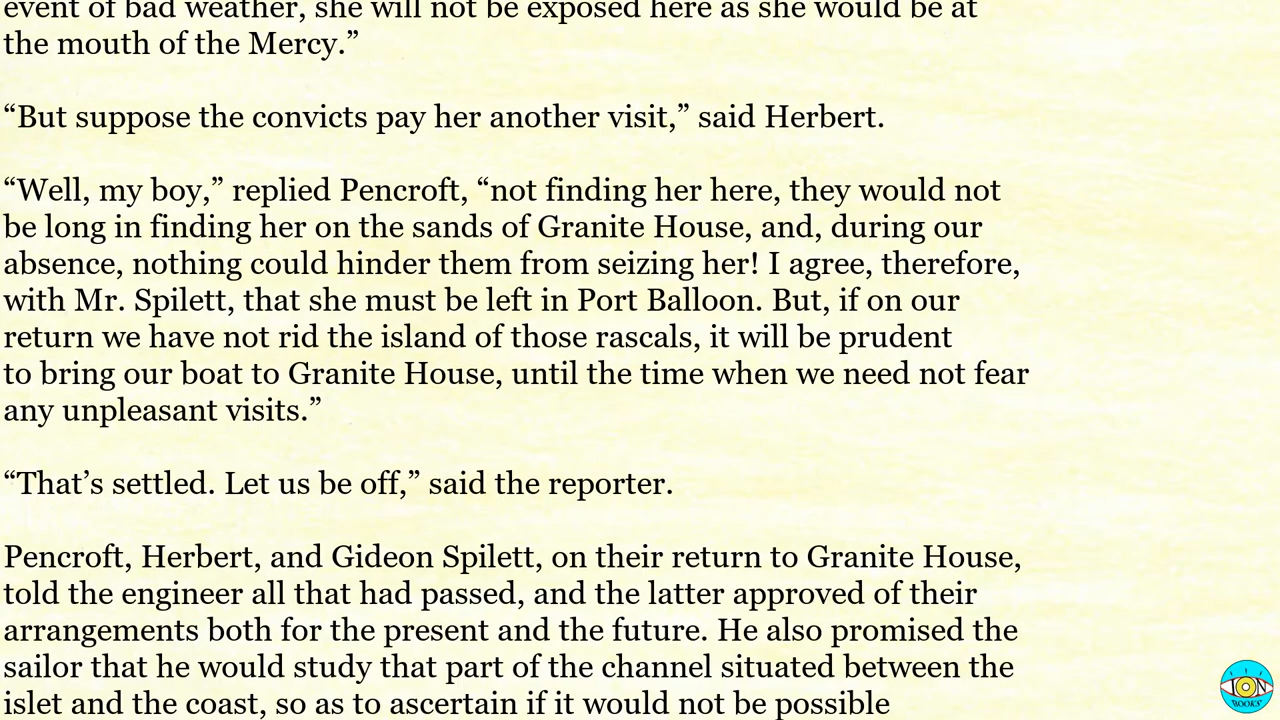 event of bad weather, she will not be exposed here as she would be at
the mouth of the Mercy.”
“But suppose the convicts pay her another visit,” said Herbert.
“Well, my boy,” replied Pencroft, “not finding her here, they would not
be long in finding her on the sands of Granite House, and, during our
absence, nothing could hinder them from seizing her! I agree, therefore,
with Mr. Spilett, that she must be left in Port Balloon. But, if on our
return we have not rid the island of those rascals, it will be prudent
to bring our boat to Granite House, until the time when we need not fear
any unpleasant visits.”
“That’s settled. Let us be off,” said the reporter.
Pencroft, Herbert, and Gideon Spilett, on their return to Granite House,
told the engineer all that had passed, and the latter approved of their
arrangements both for the present and the future. He also promised the
sailor that he would study that part of the channel situated between the
islet and the coast, so as to ascertain if it would not be possible
ION
BOOKS